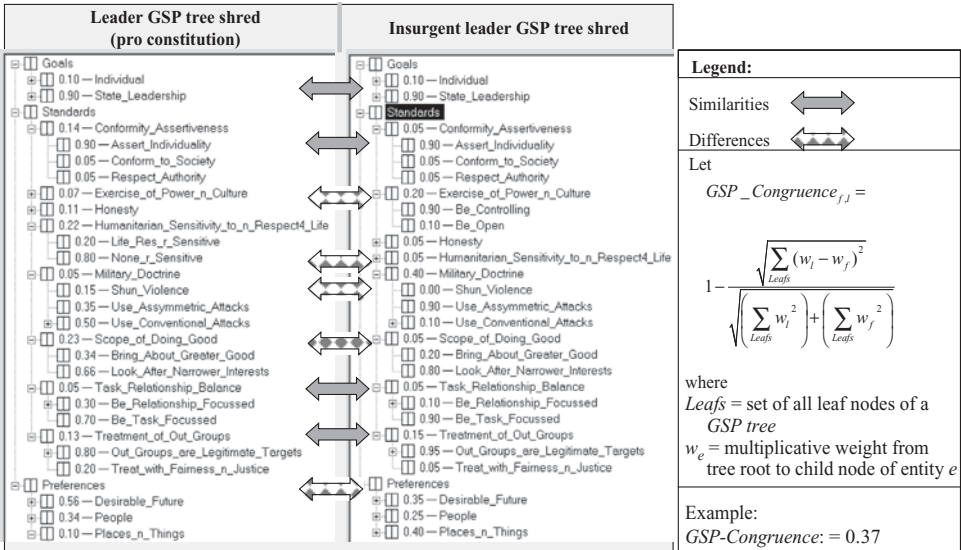 Leader GSP tree shred
(pro constitution)
Goals
0.10 — Individual
0.90 — State_Leadership
Standards
0.14 — Conformity_Assertiveness
0.90 — Assert_Individuality
0.05 — Conform_to_Society
0.05 — Respect_Authority
0.07 — Exercise_of_Power_n_Culture
0.11 — Honesty
0.22 — Humanitarian_Sensitivity_to_n_Respect4_Life
0.20 — Life_Res_r_Sensitive
0.80 — None_r_Sensitive
0.05 — Military_Doctrine
0.15 — Shun_Violence
0.35 — Use_Assymmetric_Attacks
0.50 — Use_Conventional_Attacks
0.23 — Scope_of_Doing_Good
0.34 — Bring_About_Greater_Good
0.66 — Look_After_Narrower_Interests
0.05 — Task_Relationship_Balance
0.30 — Be_Relationship_Focussed
0.70 — Be_Task_Focussed
0.13 — Treatment_of_Out_Groups
0.80 — Out_Groups_are_Legitimate_Targets
0.20 — Treat_with_Fairness_n_Justice
Preferences
0.56 — Desirable_Future
0.34 — People
0.10 — Places_n_Things
Insurgent leader GSP tree shred
Goals
0.10 — Individual
0.90 — State_Leadership
Standards
0.05 — Conformity_Assertiveness
0.90 — Assert_Individuality
0.05 — Conform_to_Society
0.05 — Respect_Authority
0.20 — Exercise_of_Power_n_Culture
0.90 — Be_Controlling
0.10 — Be_Open
0.05 — Honesty
0.05 — Humanitarian_Sensitivity_to_n_Respect4_Life
0.40 — Military_Doctrine
0.00 — Shun_Violence
0.90 — Use_Assymmetric_Attacks
0.10 — Use_Conventional_Attacks
0.05 — Scope_of_Doing_Good
0.20 — Bring_About_Greater_Good
0.80 — Look_After_Narrower_Interests
0.05 — Task_Relationship_Balance
0.10 — Be_Relationship_Focussed
0.90 — Be_Task_Focussed
0.15 — Treatment_of_Out_Groups
0.95 — Out_Groups_are_Legitimate_Targets
0.05 — Treat_with_Fairness_n_Justice
Preferences
0.35 — Desirable_Future
0.25 — People
0.40 — Places_n_Things
Legend:
Similarities
Differences
Let
GSP_Congruence_{f,l} =
1 − √(∑_{Leafs} (w_l − w_f)²) / √((∑_{Leafs} w_l²) + (∑_{Leafs} w_f²))
where
Leafs = set of all leaf nodes of a
GSP tree
w_e = multiplicative weight from
tree root to child node of entity e
Example:
GSP-Congruence: = 0.37